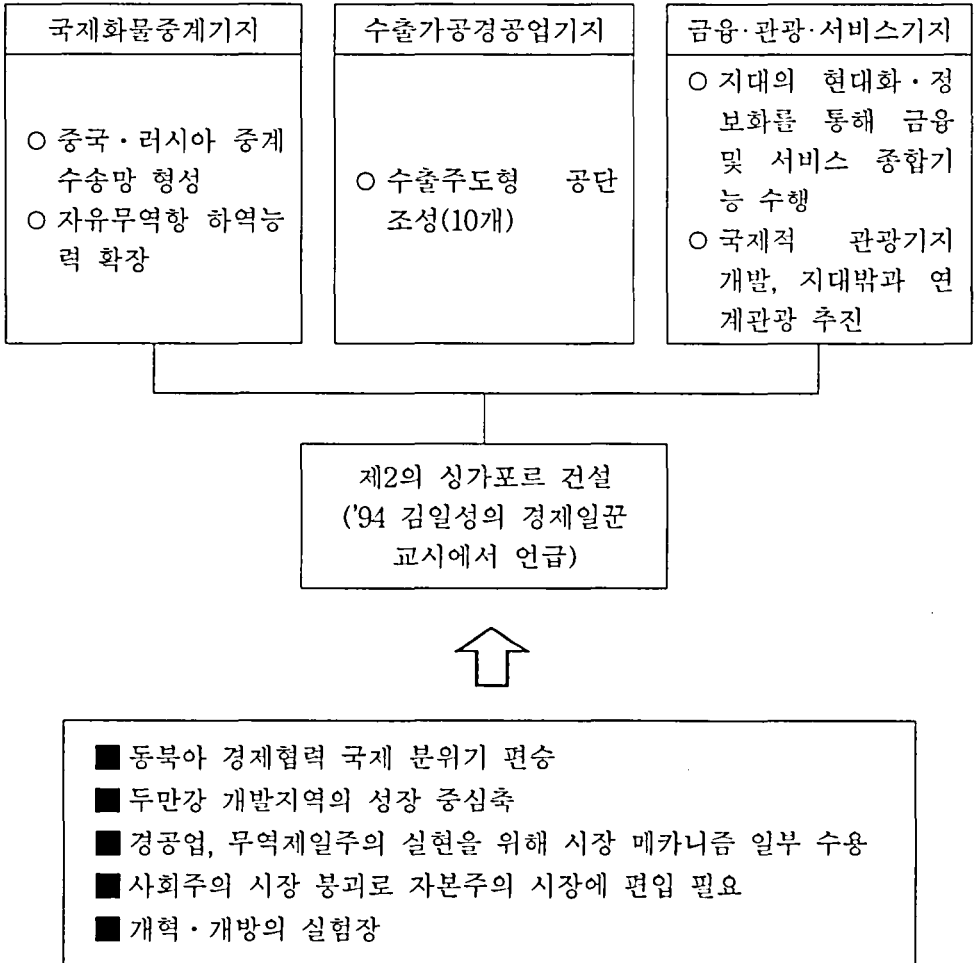 국제화물중계기지
○ 중국·러시아 중계
수송망 형성
○ 자유무역항 하역능
력 확장
수출가공경공업기지
○ 수출주도형 공단
조성(10개)
금융·관광·서비스기지
○ 지대의 현대화·정
보화를 통해 금융
및 서비스 종합기
능 수행
○ 국제적 관광기지
개발, 지대밖과 연
계관광 추진
제2의 싱가포르 건설
('94 김일성의 경제일꾼
교시에서 언급)
■ 동북아 경제협력 국제 분위기 편승
■ 두만강 개발지역의 성장 중심축
■ 경공업, 무역제일주의 실현을 위해 시장 메카니즘 일부 수용
■ 사회주의 시장 붕괴로 자본주의 시장에 편입 필요
■ 개혁·개방의 실험장